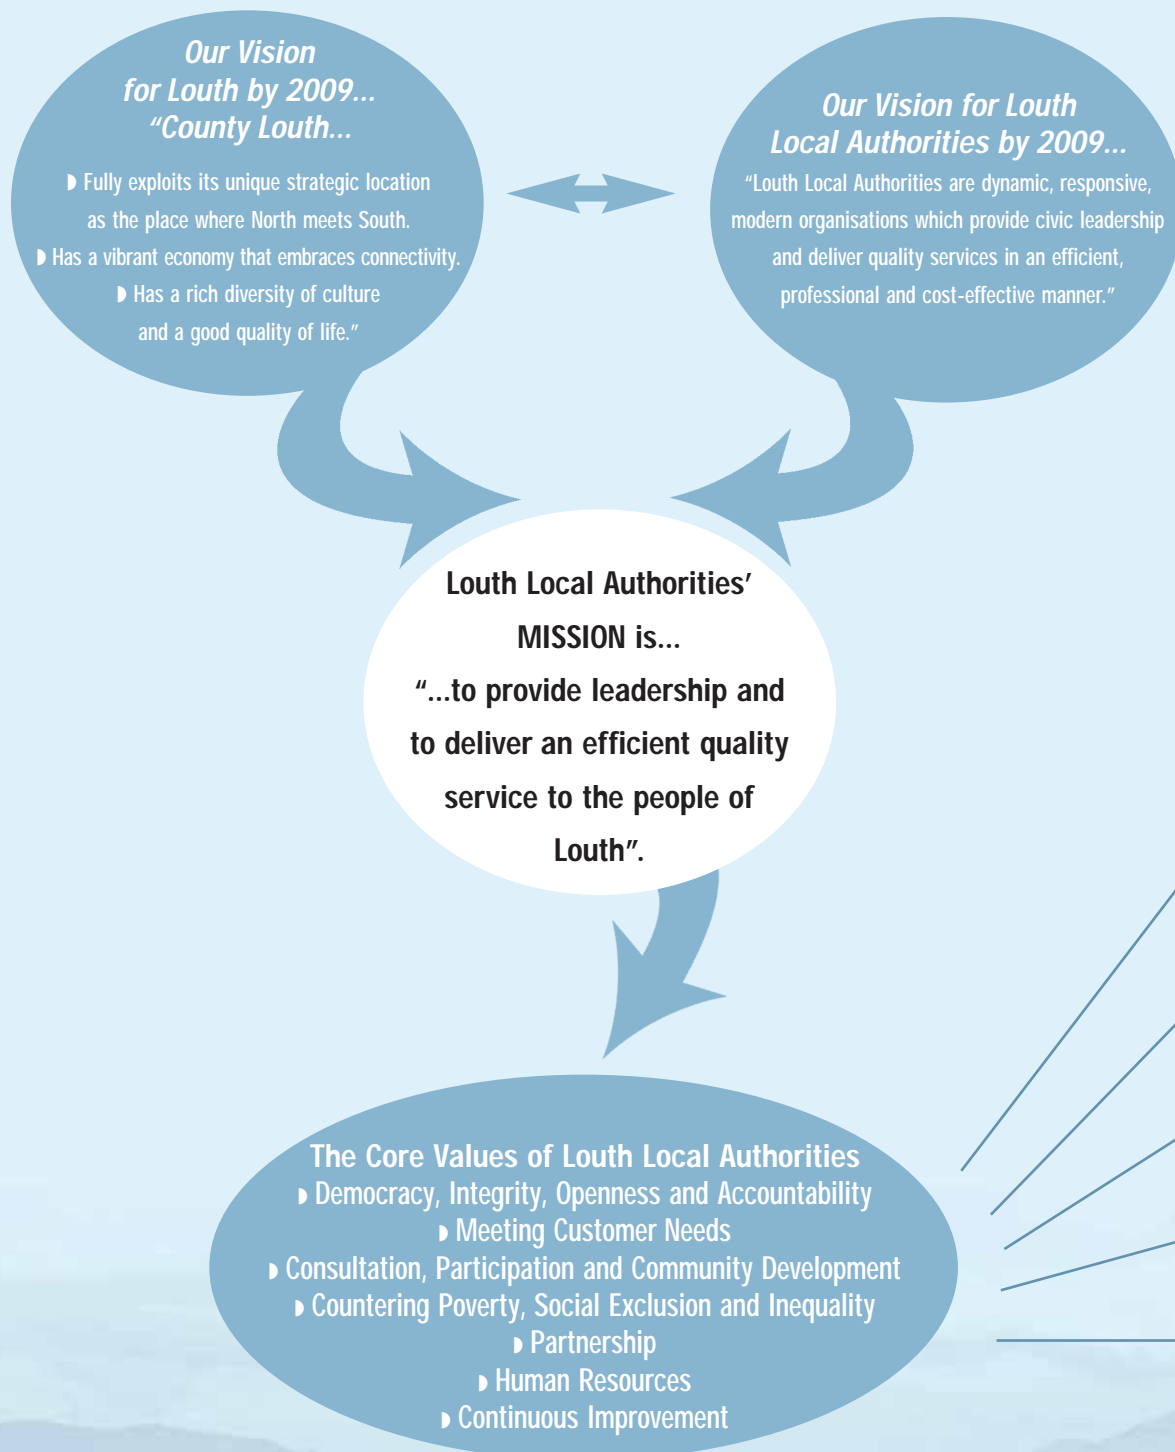 Our Vision
for Louth by 2009...
“County Louth...
◗ Fully exploits its unique strategic location
as the place where North meets South.
◗ Has a vibrant economy that embraces connectivity.
◗ Has a rich diversity of culture
and a good quality of life.”
Our Vision for Louth
Local Authorities by 2009...
“Louth Local Authorities are dynamic, responsive,
modern organisations which provide civic leadership
and deliver quality services in an efficient,
professional and cost-effective manner.”
Louth Local Authorities’
MISSION is...
“...to provide leadership and
to deliver an efficient quality
service to the people of
Louth”.
The Core Values of Louth Local Authorities
◗ Democracy, Integrity, Openness and Accountability
◗ Meeting Customer Needs
◗ Consultation, Participation and Community Development
◗ Countering Poverty, Social Exclusion and Inequality
◗ Partnership
◗ Human Resources
◗ Continuous Improvement